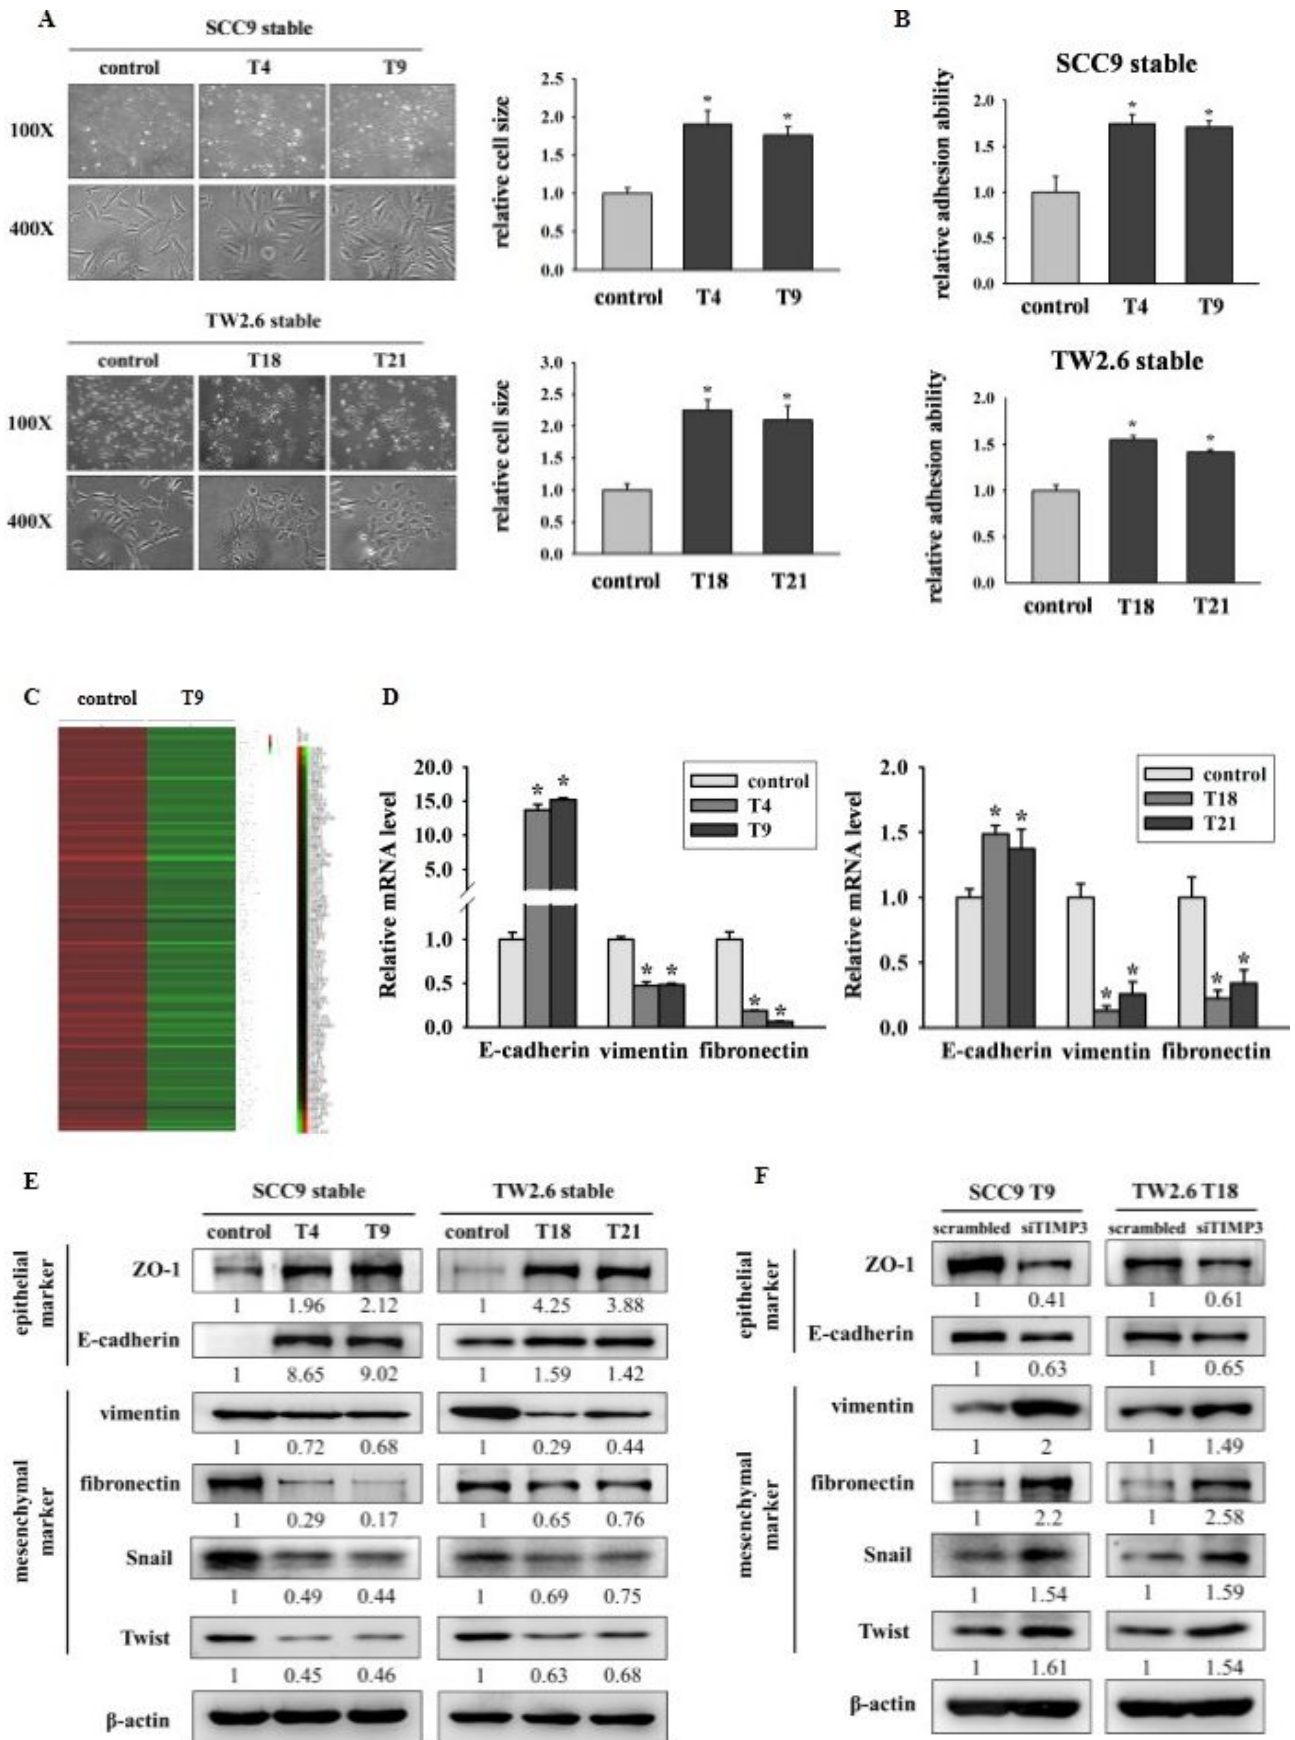 A
SCC9 stable
control T4 T9
100X
400X
2.5
2.0
1.5
1.0
0.5
0.0
relative cell size
* *
control T4 T9
B
SCC9 stable
2.0
1.5
1.0
0.5
0.0
relative adhesion ability
* *
control T4 T9
TW2.6 stable
control T18 T21
100X
400X
3.0
2.5
2.0
1.5
1.0
0.5
0.0
relative cell size
* *
control T18 T21
TW2.6 stable
2.0
1.5
1.0
0.5
0.0
relative adhesion ability
* *
control T18 T21
C
control T9
D
20.0
15.0
10.0
5.0
1.0
0.5
0.0
Relative mRNA level
control
T4
T9
* * * * * *
E-cadherin vimentin fibronectin
2.0
1.5
1.0
0.5
0.0
Relative mRNA level
control
T18
T21
* * * * * *
E-cadherin vimentin fibronectin
E
SCC9 stable TW2.6 stable
control T4 T9 control T18 T21
epithelial marker
ZO-1
1 1.96 2.12 1 4.25 3.88
E-cadherin
1 8.65 9.02 1 1.59 1.42
mesenchymal marker
vimentin
1 0.72 0.68 1 0.29 0.44
fibronectin
1 0.29 0.17 1 0.65 0.76
Snail
1 0.49 0.44 1 0.69 0.75
Twist
1 0.45 0.46 1 0.63 0.68
β-actin
F
SCC9 T9 TW2.6 T18
scrambled siTIMP3 scrambled siTIMP3
epithelial marker
ZO-1
1 0.41 1 0.61
E-cadherin
1 0.63 1 0.65
mesenchymal marker
vimentin
1 2 1 1.49
fibronectin
1 2.2 1 2.58
Snail
1 1.54 1 1.59
Twist
1 1.61 1 1.54
β-actin